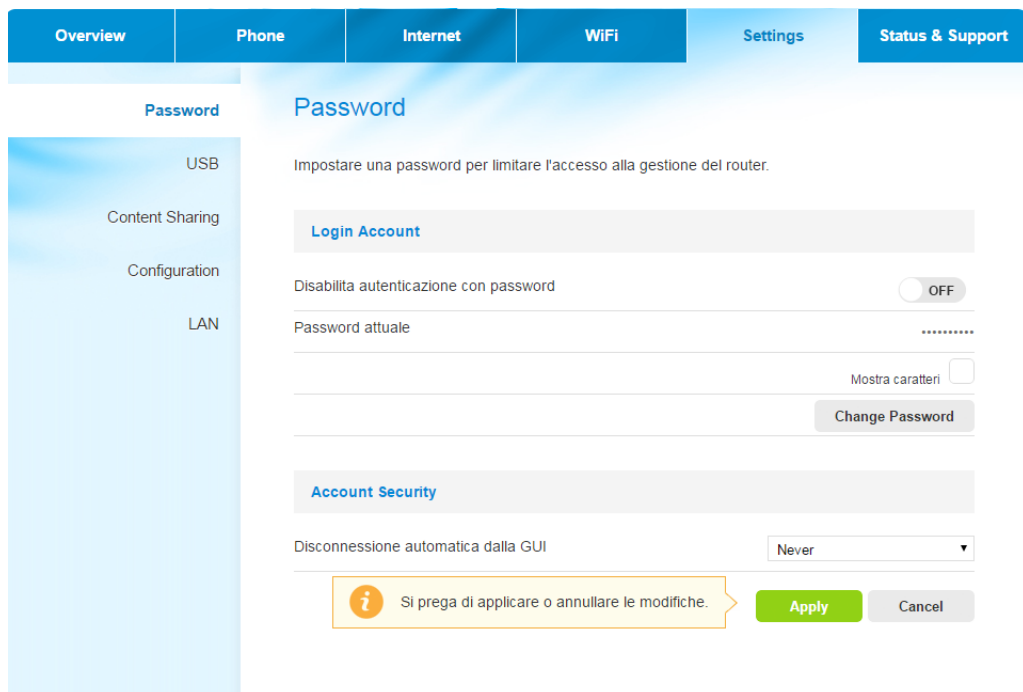 Overview Phone Internet WiFi Settings Status & Support
Password
USB
Content Sharing
Configuration
LAN
Password
Impostare una password per limitare l'accesso alla gestione del router.
Login Account
Disabilita autenticazione con password OFF
Password attuale ••••••••••
Mostra caratteri
Change Password
Account Security
Disconnessione automatica dalla GUI Never
Si prega di applicare o annullare le modifiche. Apply Cancel